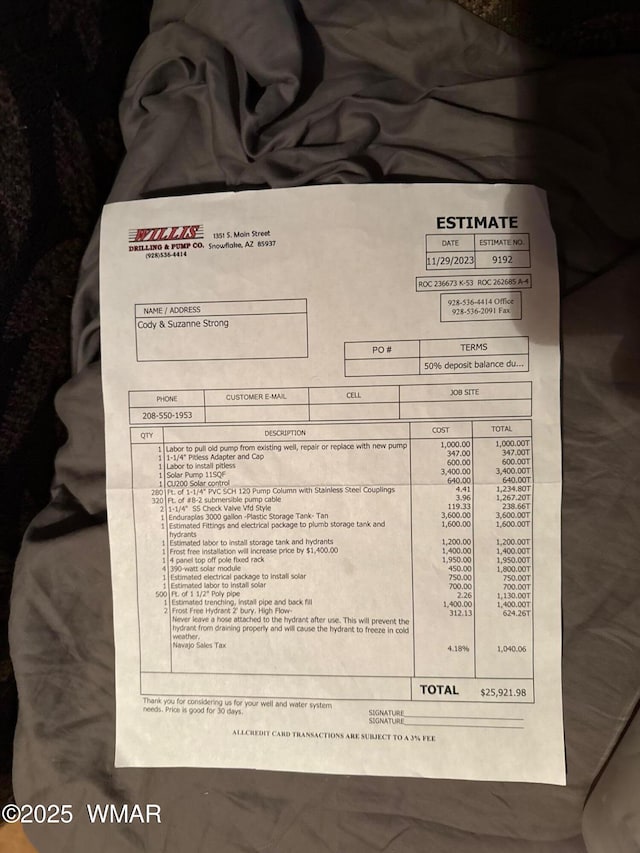 WILLIS
DRILLING & PUMP CO.
(928)536-4414
1351 S. Main Street
Snowflake, AZ 85937
ESTIMATE
DATE ESTIMATE NO.
11/29/2023 9192
ROC 236673 K-53 ROC 262685 A-4
928-536-4414 Office
928-536-2091 Fax
NAME / ADDRESS
Cody & Suzanne Strong
PO # TERMS
50% deposit balance du...
PHONE CUSTOMER E-MAIL CELL JOB SITE
208-550-1953
QTY DESCRIPTION COST TOTAL
1 Labor to pull old pump from existing well, repair or replace with new pump 1,000.00 1,000.00T
1 1-1/4" Pitless Adapter and Cap 347.00 347.00T
1 Labor to install pitless 600.00 600.00T
1 Solar Pump 11SQF 3,400.00 3,400.00T
1 CU200 Solar control 640.00 640.00T
280 Ft. of 1-1/4" PVC SCH 120 Pump Column with Stainless Steel Couplings 4.41 1,234.80T
320 Ft. of #8-2 submersible pump cable 3.96 1,267.20T
2 1-1/4" SS Check Valve Vfd Style 119.33 238.66T
1 Enduraplas 3000 gallon -Plastic Storage Tank- Tan 3,600.00 3,600.00T
1 Estimated Fittings and electrical package to plumb storage tank and 1,600.00 1,600.00T
hydrants
1 Estimated labor to install storage tank and hydrants 1,200.00 1,200.00T
1 Frost free installation will increase price by $1,400.00 1,400.00 1,400.00T
1 4 panel top off pole fixed rack 1,950.00 1,950.00T
4 390-watt solar module 450.00 1,800.00T
1 Estimated electrical package to install solar 750.00 750.00T
1 Estimated labor to install solar 700.00 700.00T
500 Ft. of 1 1/2" Poly pipe 2.26 1,130.00T
1 Estimated trenching, install pipe and back fill 1,400.00 1,400.00T
2 Frost Free Hydrant 2' bury. High Flow- 312.13 624.26T
Never leave a hose attached to the hydrant after use. This will prevent the
hydrant from draining properly and will cause the hydrant to freeze in cold
weather.
Navajo Sales Tax 4.18% 1,040.06
TOTAL $25,921.98
Thank you for considering us for your well and water system
needs. Price is good for 30 days.
SIGNATURE
SIGNATURE
ALL CREDIT CARD TRANSACTIONS ARE SUBJECT TO A 3% FEE
©2025 WMAR